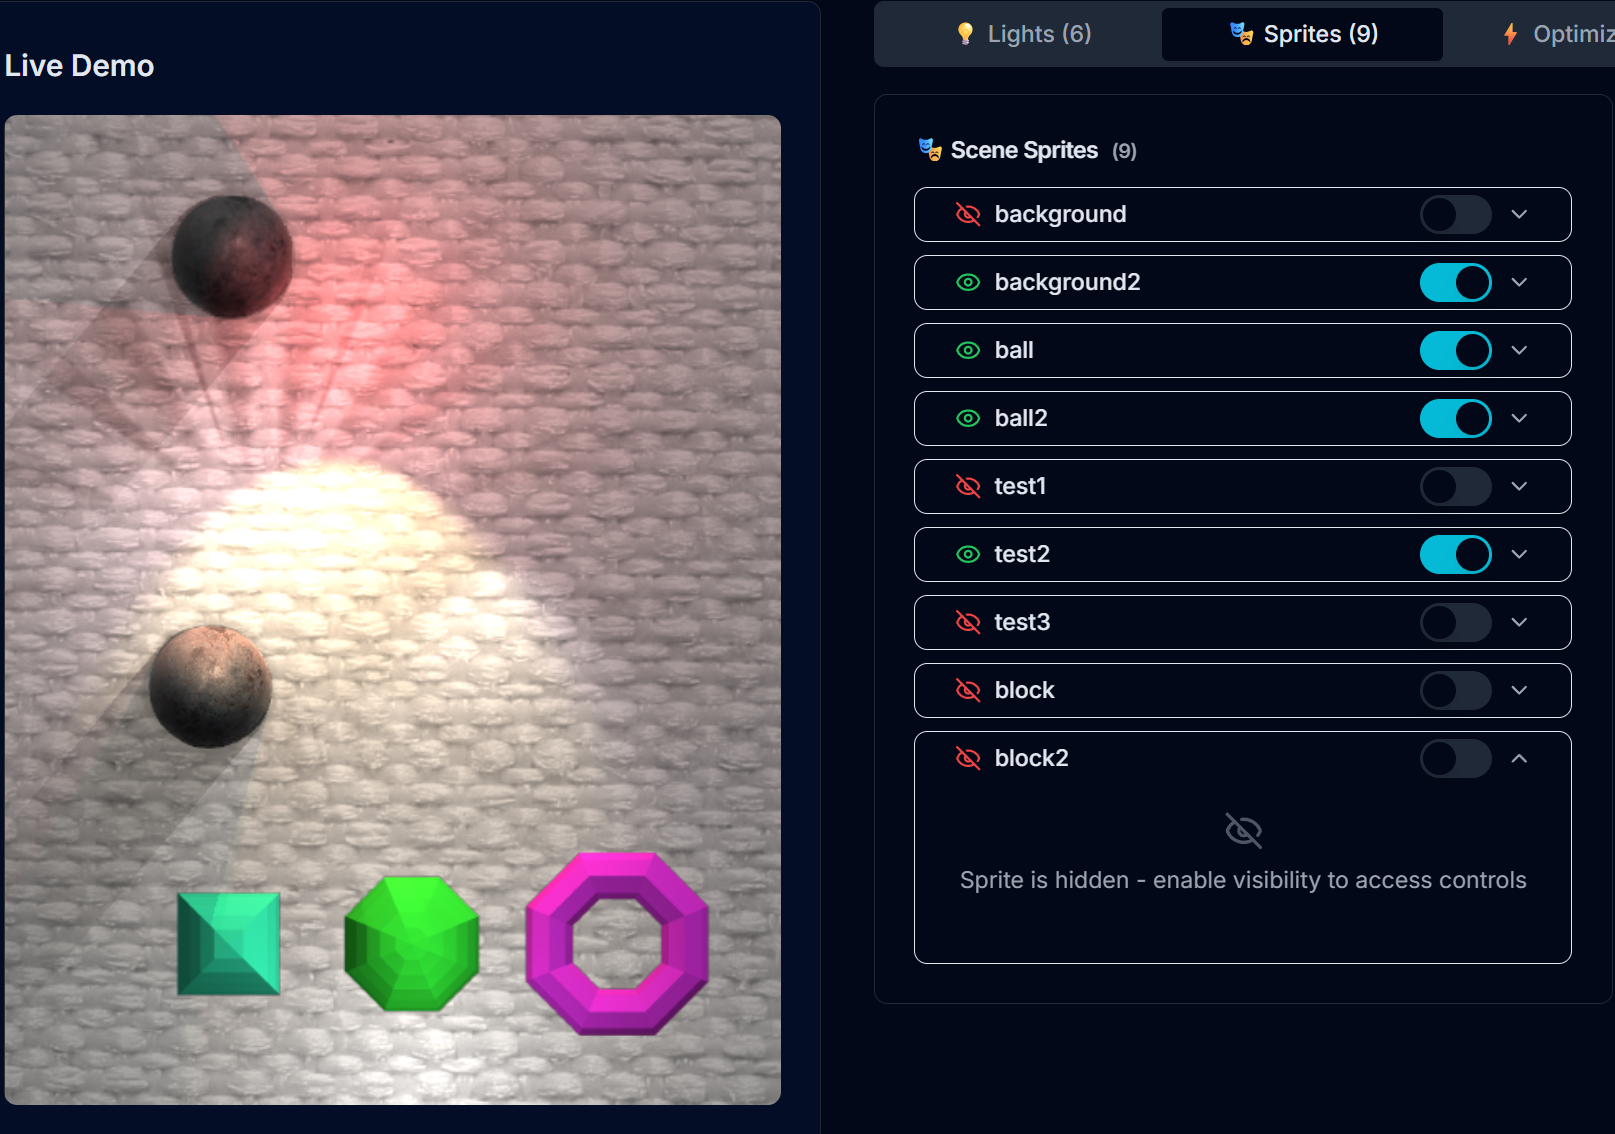 Live Demo
Lights (6)
Sprites (9)
Optimiz
Scene Sprites (9)
background
background2
ball
ball2
test1
test2
test3
block
block2
Sprite is hidden - enable visibility to access controls